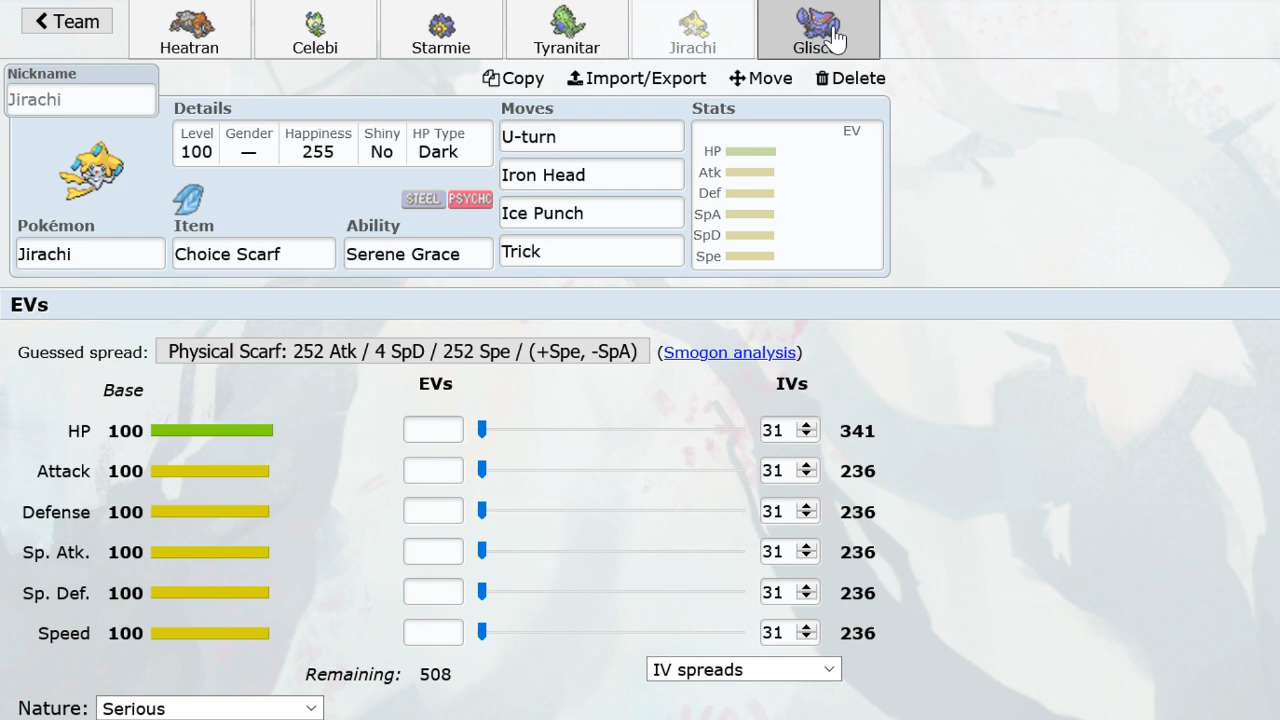 Team
Heatran
Celebi
Starmie
Tyranitar
Jirachi
Copy
Import/Export
Move
Delete
Nickname
Jirachi
Details
Level Gender Happiness Shiny HP Type
100 — 255 No Dark
STEEL PSYCHC
Pokémon
Jirachi
Item
Choice Scarf
Ability
Serene Grace
Moves
U-turn
Iron Head
Ice Punch
Trick
Stats
EV
HP
Atk
Def
SpA
SpD
Spe
EVs
Guessed spread: Physical Scarf: 252 Atk / 4 SpD / 252 Spe / (+Spe, -SpA) (Smogon analysis)
Base EVs IVs
HP 100 31 341
Attack 100 31 236
Defense 100 31 236
Sp. Atk. 100 31 236
Sp. Def. 100 31 236
Speed 100 31 236
Remaining: 508 IV spreads
Nature: Serious